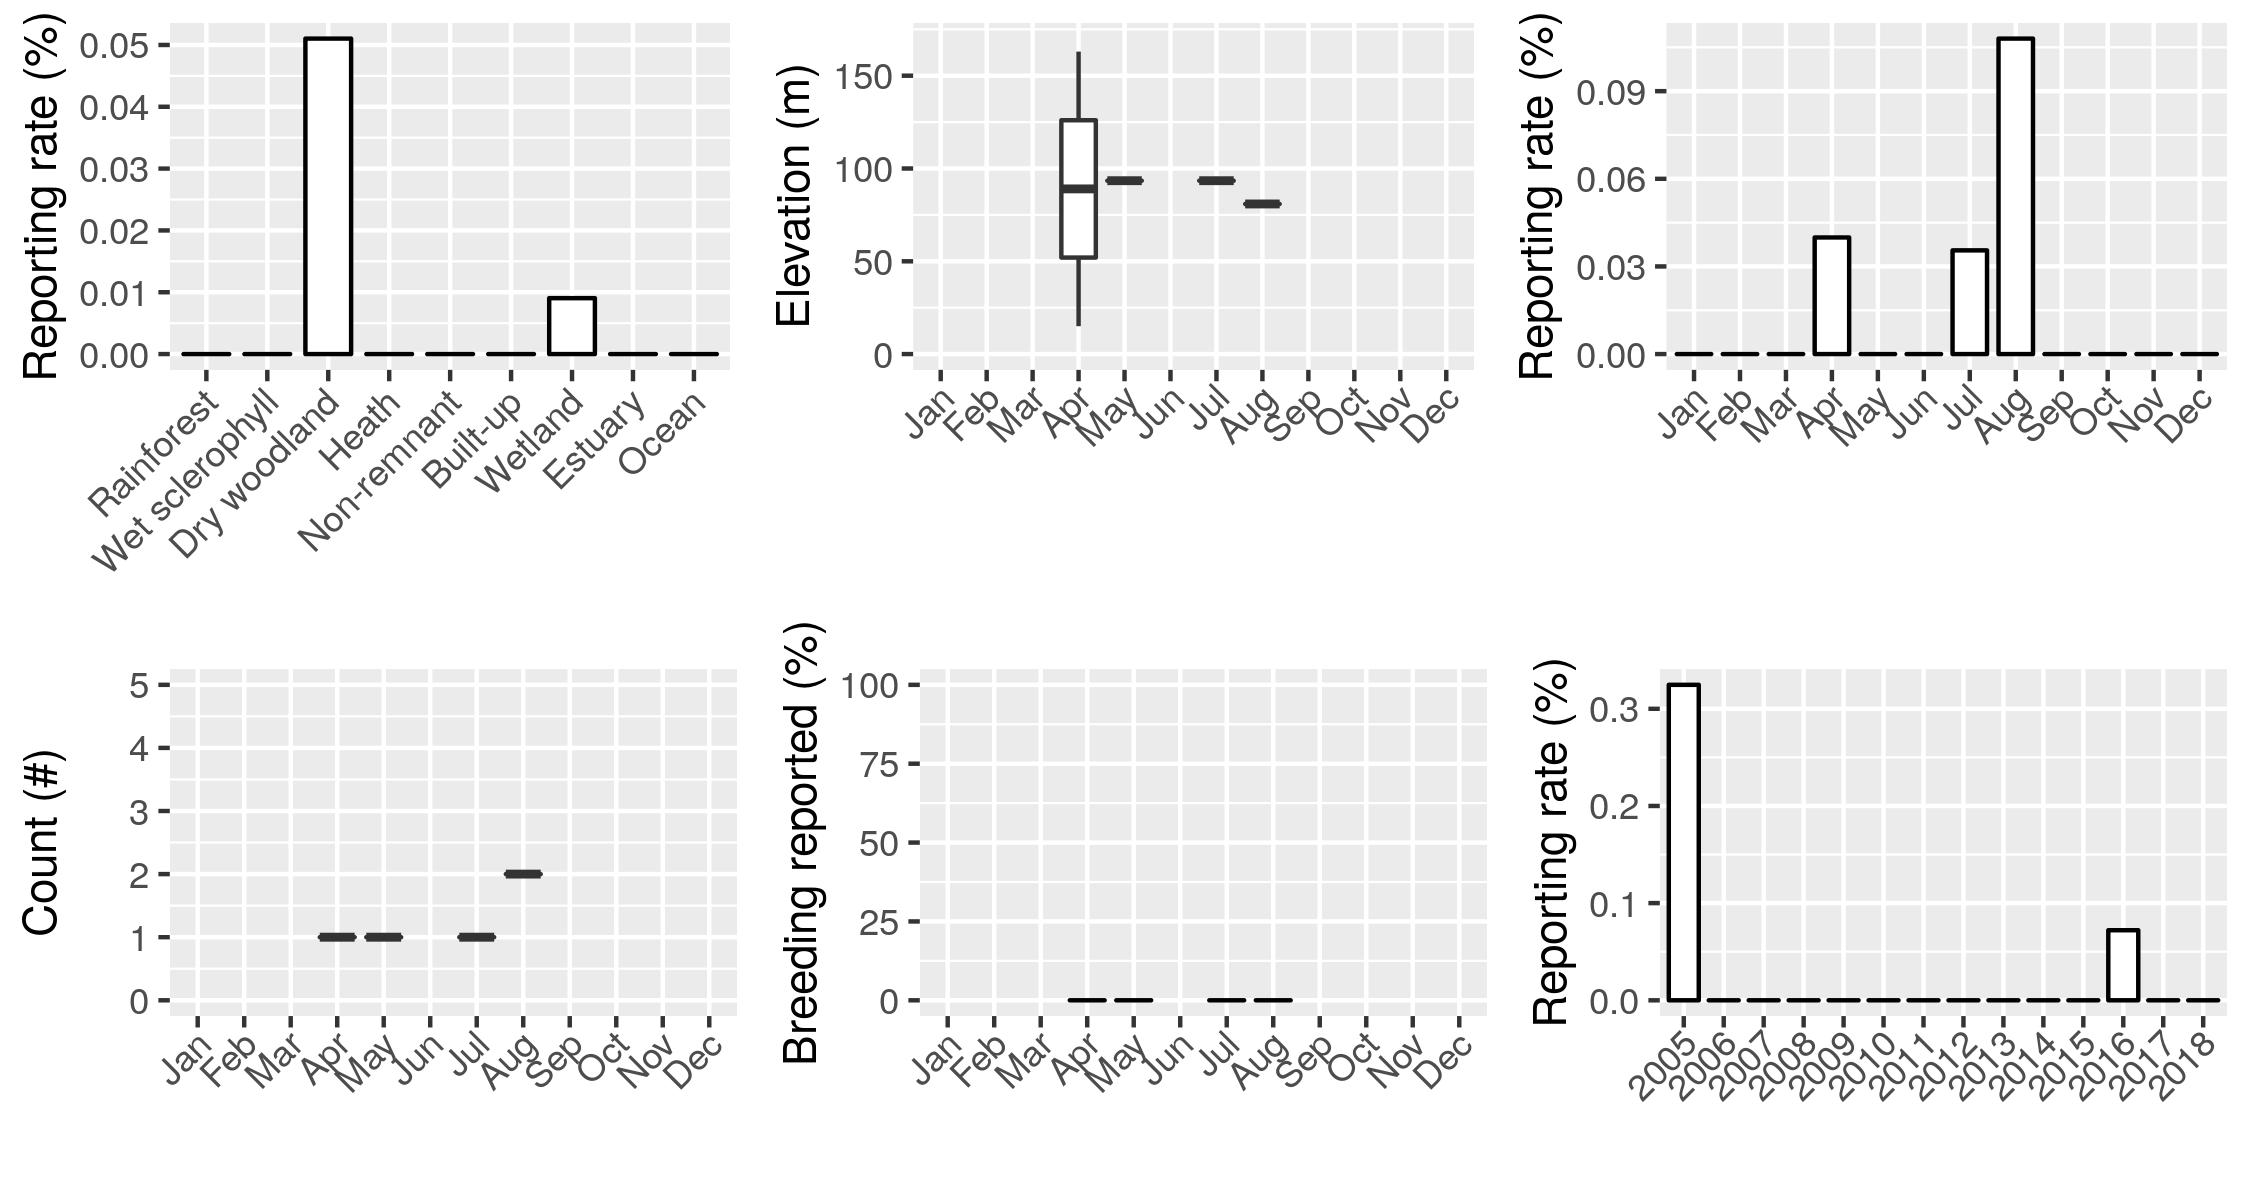 Reporting rate (%)
0.05
0.04
0.03
0.02
0.01
0.00
Rainforest
Wet sclerophyll
Dry woodland
Heath
Non-remnant
Built-up
Wetland
Estuary
Ocean
Elevation (m)
150
100
50
0
Jan
Feb
Mar
Apr
May
Jun
Jul
Aug
Sep
Oct
Nov
Dec
Reporting rate (%)
0.09
0.06
0.03
0.00
Jan
Feb
Mar
Apr
May
Jun
Jul
Aug
Sep
Oct
Nov
Dec
Count (#)
5
4
3
2
1
0
Jan
Feb
Mar
Apr
May
Jun
Jul
Aug
Sep
Oct
Nov
Dec
Breeding reported (%)
100
75
50
25
0
Jan
Feb
Mar
Apr
May
Jun
Jul
Aug
Sep
Oct
Nov
Dec
Reporting rate (%)
0.3
0.2
0.1
0.0
2005
2006
2007
2008
2009
2010
2011
2012
2013
2014
2015
2016
2017
2018